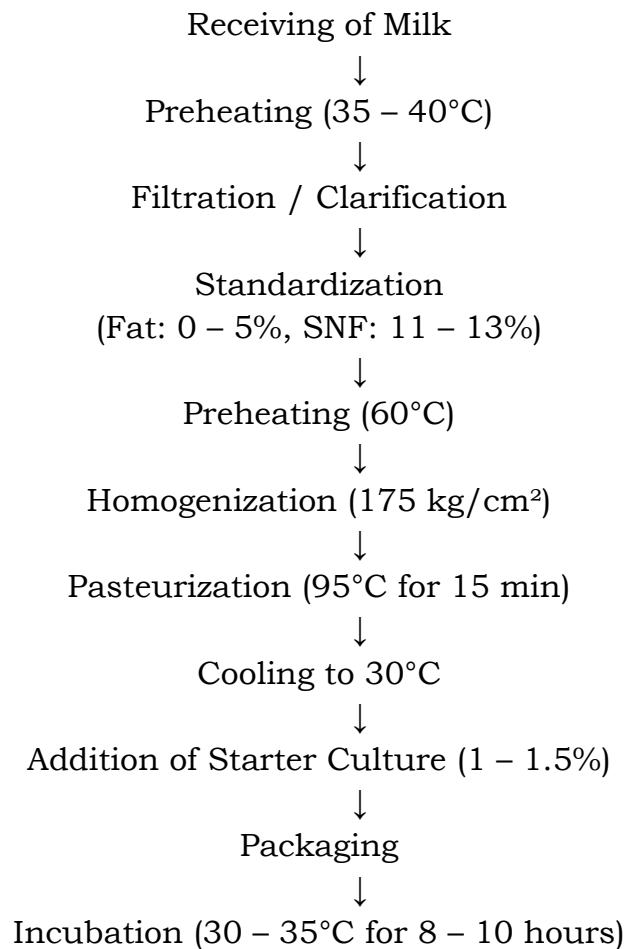 Receiving of Milk
↓
Preheating (35 – 40°C)
↓
Filtration / Clarification
↓
Standardization
(Fat: 0 – 5%, SNF: 11 – 13%)
↓
Preheating (60°C)
↓
Homogenization (175 kg/cm²)
↓
Pasteurization (95°C for 15 min)
↓
Cooling to 30°C
↓
Addition of Starter Culture (1 – 1.5%)
↓
Packaging
↓
Incubation (30 – 35°C for 8 – 10 hours)